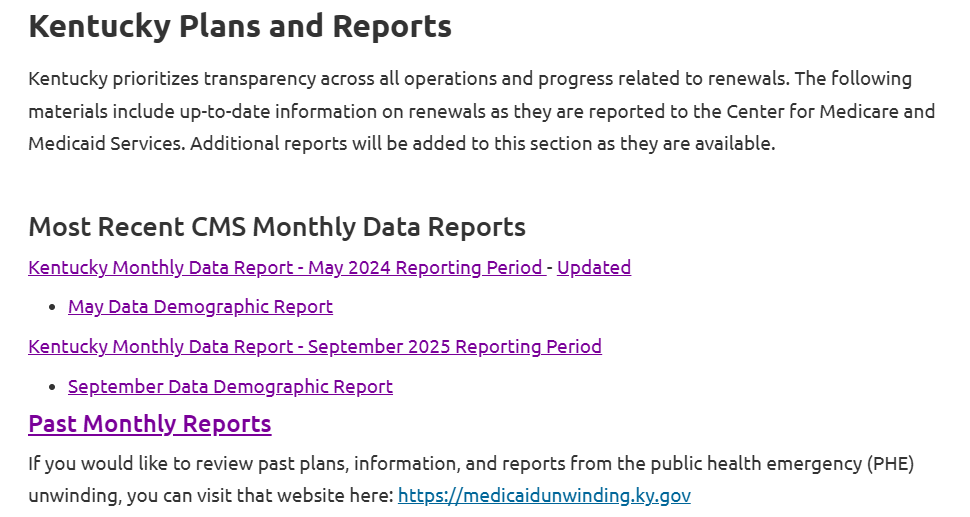 Kentucky Plans and Reports
Kentucky prioritizes transparency across all operations and progress related to renewals. The following
materials include up-to-date information on renewals as they are reported to the Center for Medicare and
Medicaid Services. Additional reports will be added to this section as they are available.
Most Recent CMS Monthly Data Reports
Kentucky Monthly Data Report - May 2024 Reporting Period - Updated
• May Data Demographic Report
Kentucky Monthly Data Report - September 2025 Reporting Period
• September Data Demographic Report
Past Monthly Reports
If you would like to review past plans, information, and reports from the public health emergency (PHE)
unwinding, you can visit that website here: https://medicaidunwinding.ky.gov